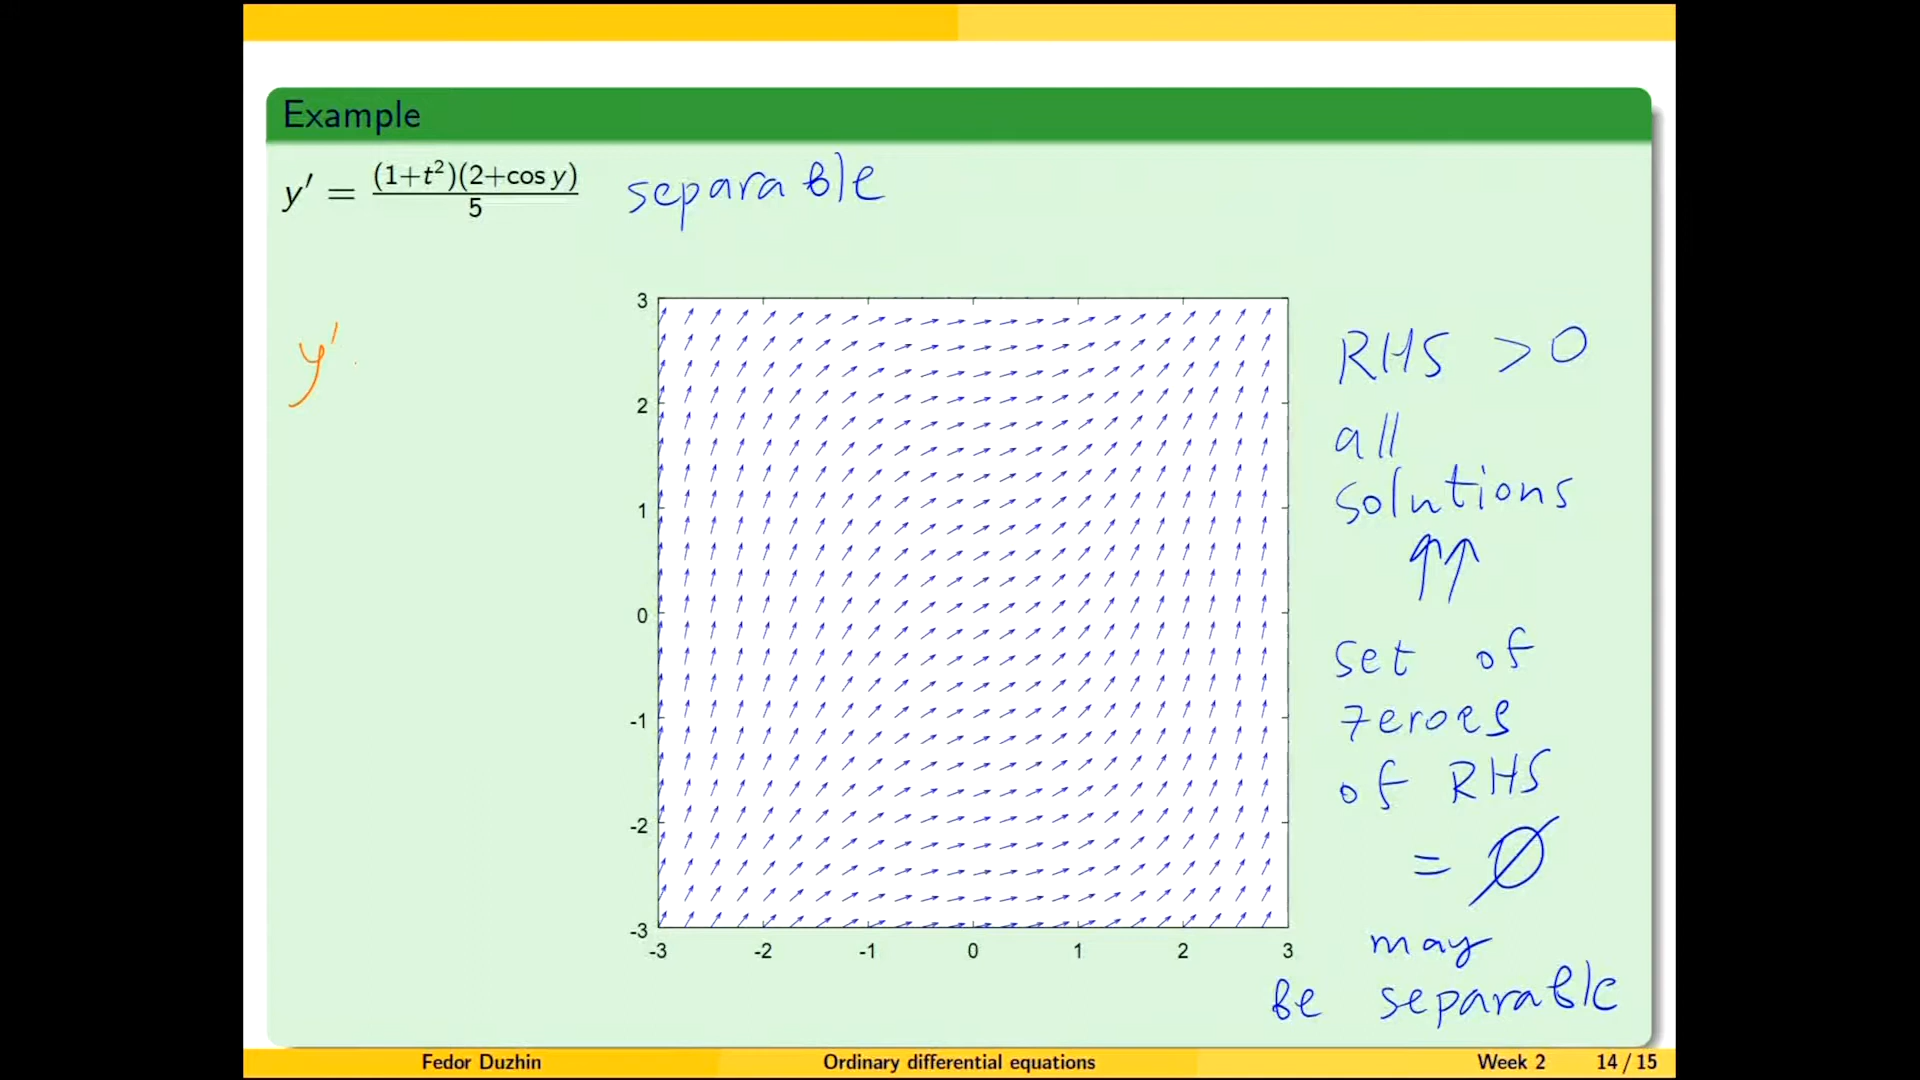 Example
y′ = (1+t²)(2+cos y)/5 separable
y'
3
2
1
0
-1
-2
-3
-3 -2 -1 0 1 2 3
RHS > 0
all
solutions
↑↑
set of
zeroes
of RHS
= ∅
may
be separable
Fedor Duzhin Ordinary differential equations Week 2 14 / 15